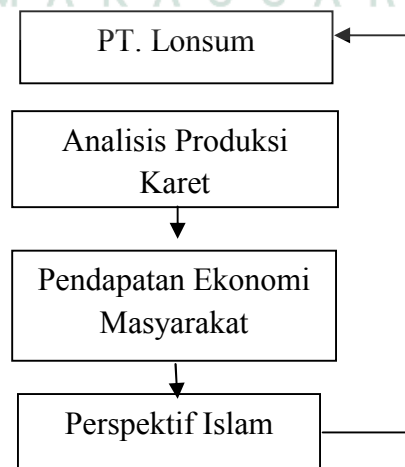 M A K A S S A R
PT. Lonsum
Analisis Produksi
Karet
Pendapatan Ekonomi
Masyarakat
Perspektif Islam